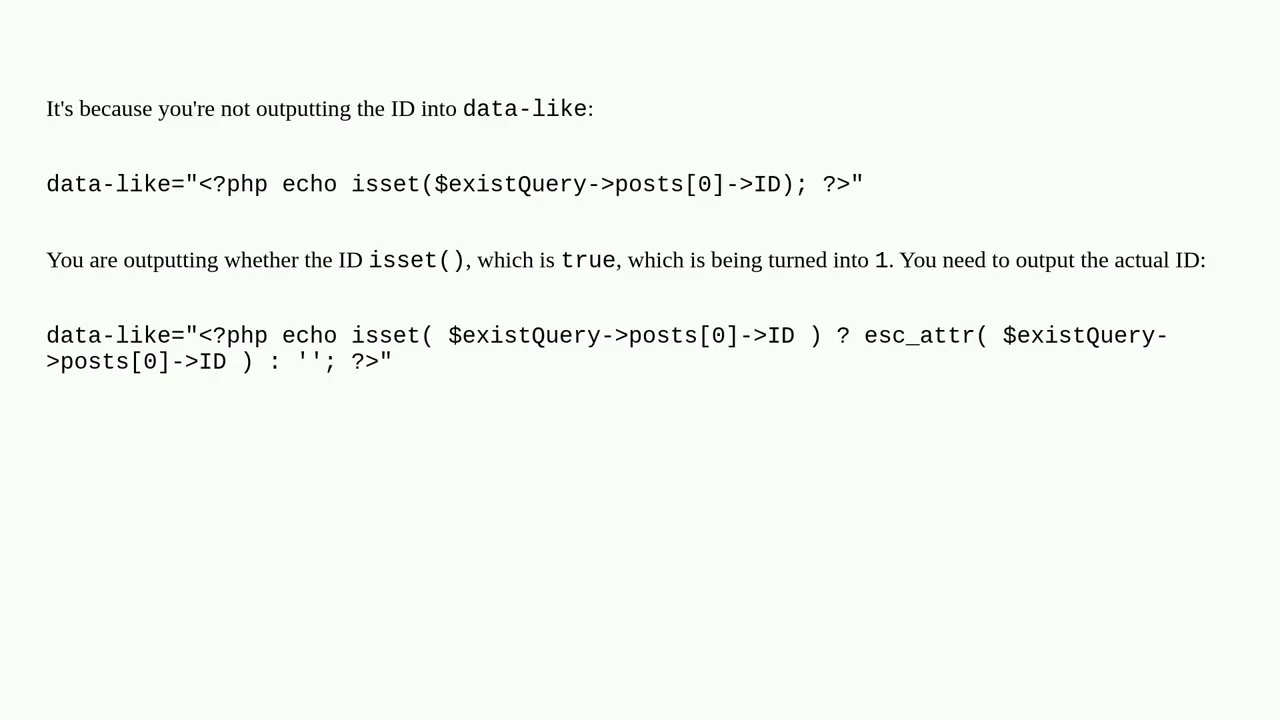 It's because you're not outputting the ID into data-like:
data-like="<?php echo isset($existQuery->posts[0]->ID); ?>"
You are outputting whether the ID isset(), which is true, which is being turned into 1. You need to output the actual ID:
data-like="<?php echo isset( $existQuery->posts[0]->ID ) ? esc_attr( $existQuery-
>posts[0]->ID ) : ''; ?>"